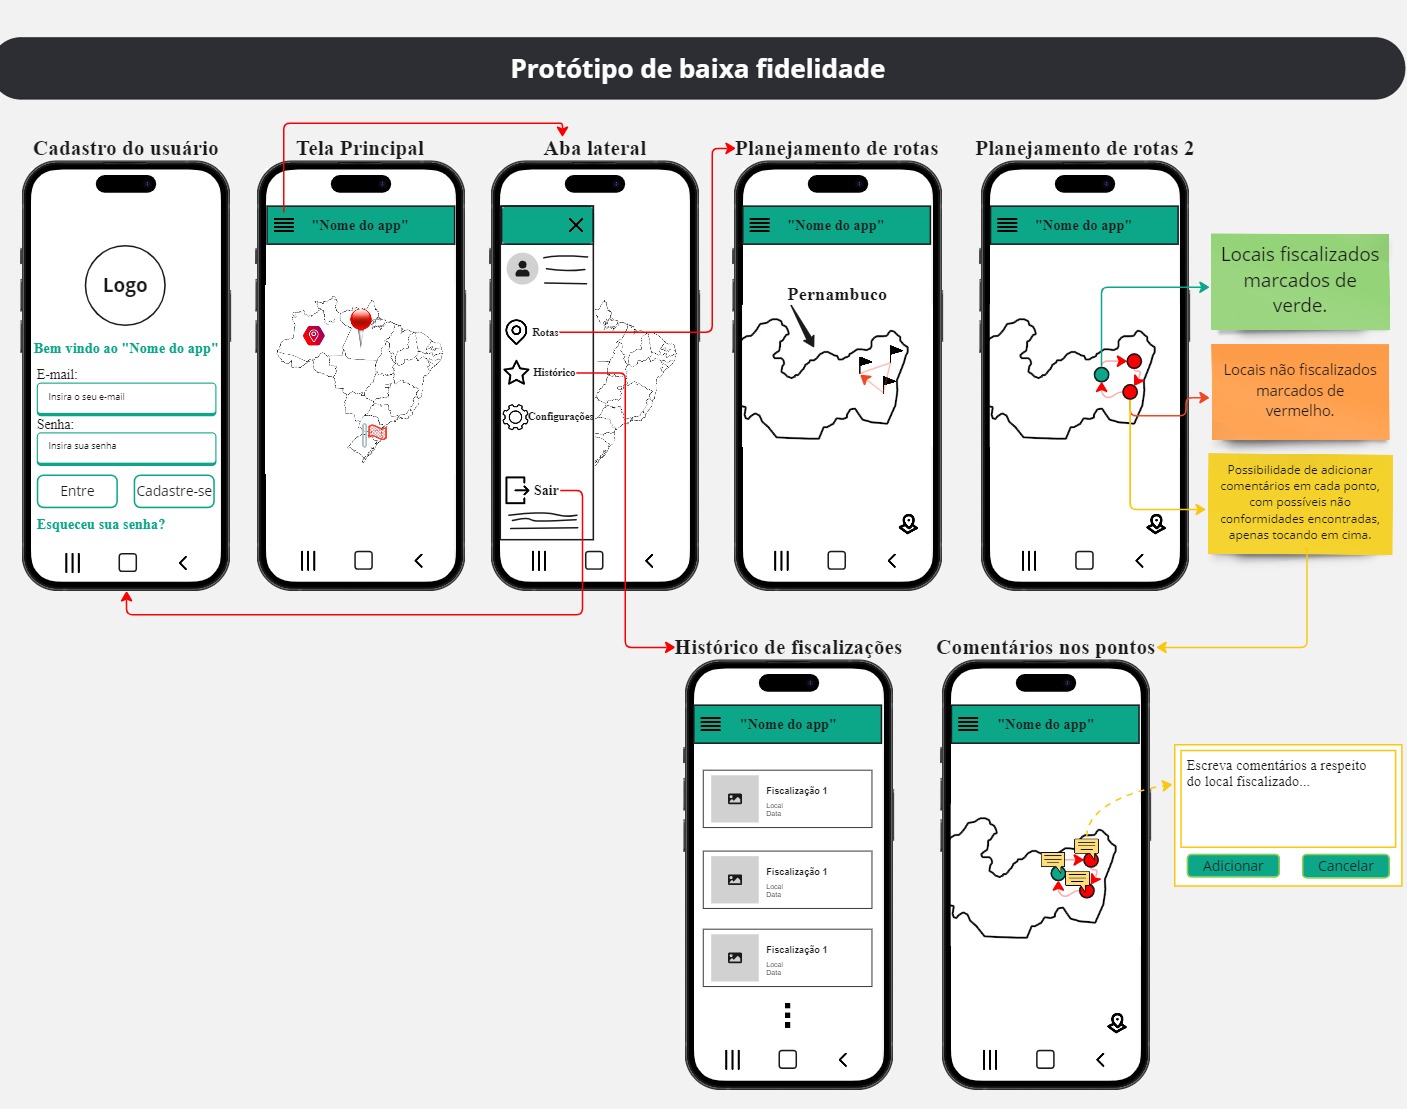 Protótipo de baixa fidelidade
Cadastro do usuário
Logo
Bem vindo ao "Nome do app"
E-mail:
Insira o seu e-mail
Senha:
Insira sua senha
Entre
Cadastre-se
Esqueceu sua senha?
Tela Principal
"Nome do app"
Aba lateral
Rotas
Histórico
Configurações
Sair
Planejamento de rotas
"Nome do app"
Pernambuco
Planejamento de rotas 2
"Nome do app"
Locais fiscalizados
marcados de
verde.
Locais não fiscalizados
marcados de
vermelho.
Possibilidade de adicionar
comentários em cada ponto,
com possíveis não
conformidades encontradas,
apenas tocando em cima.
Histórico de fiscalizações
"Nome do app"
Fiscalização 1
Local
Data
Fiscalização 1
Local
Data
Fiscalização 1
Local
Data
Comentários nos pontos
"Nome do app"
Escreva comentários a respeito
do local fiscalizado...
Adicionar
Cancelar